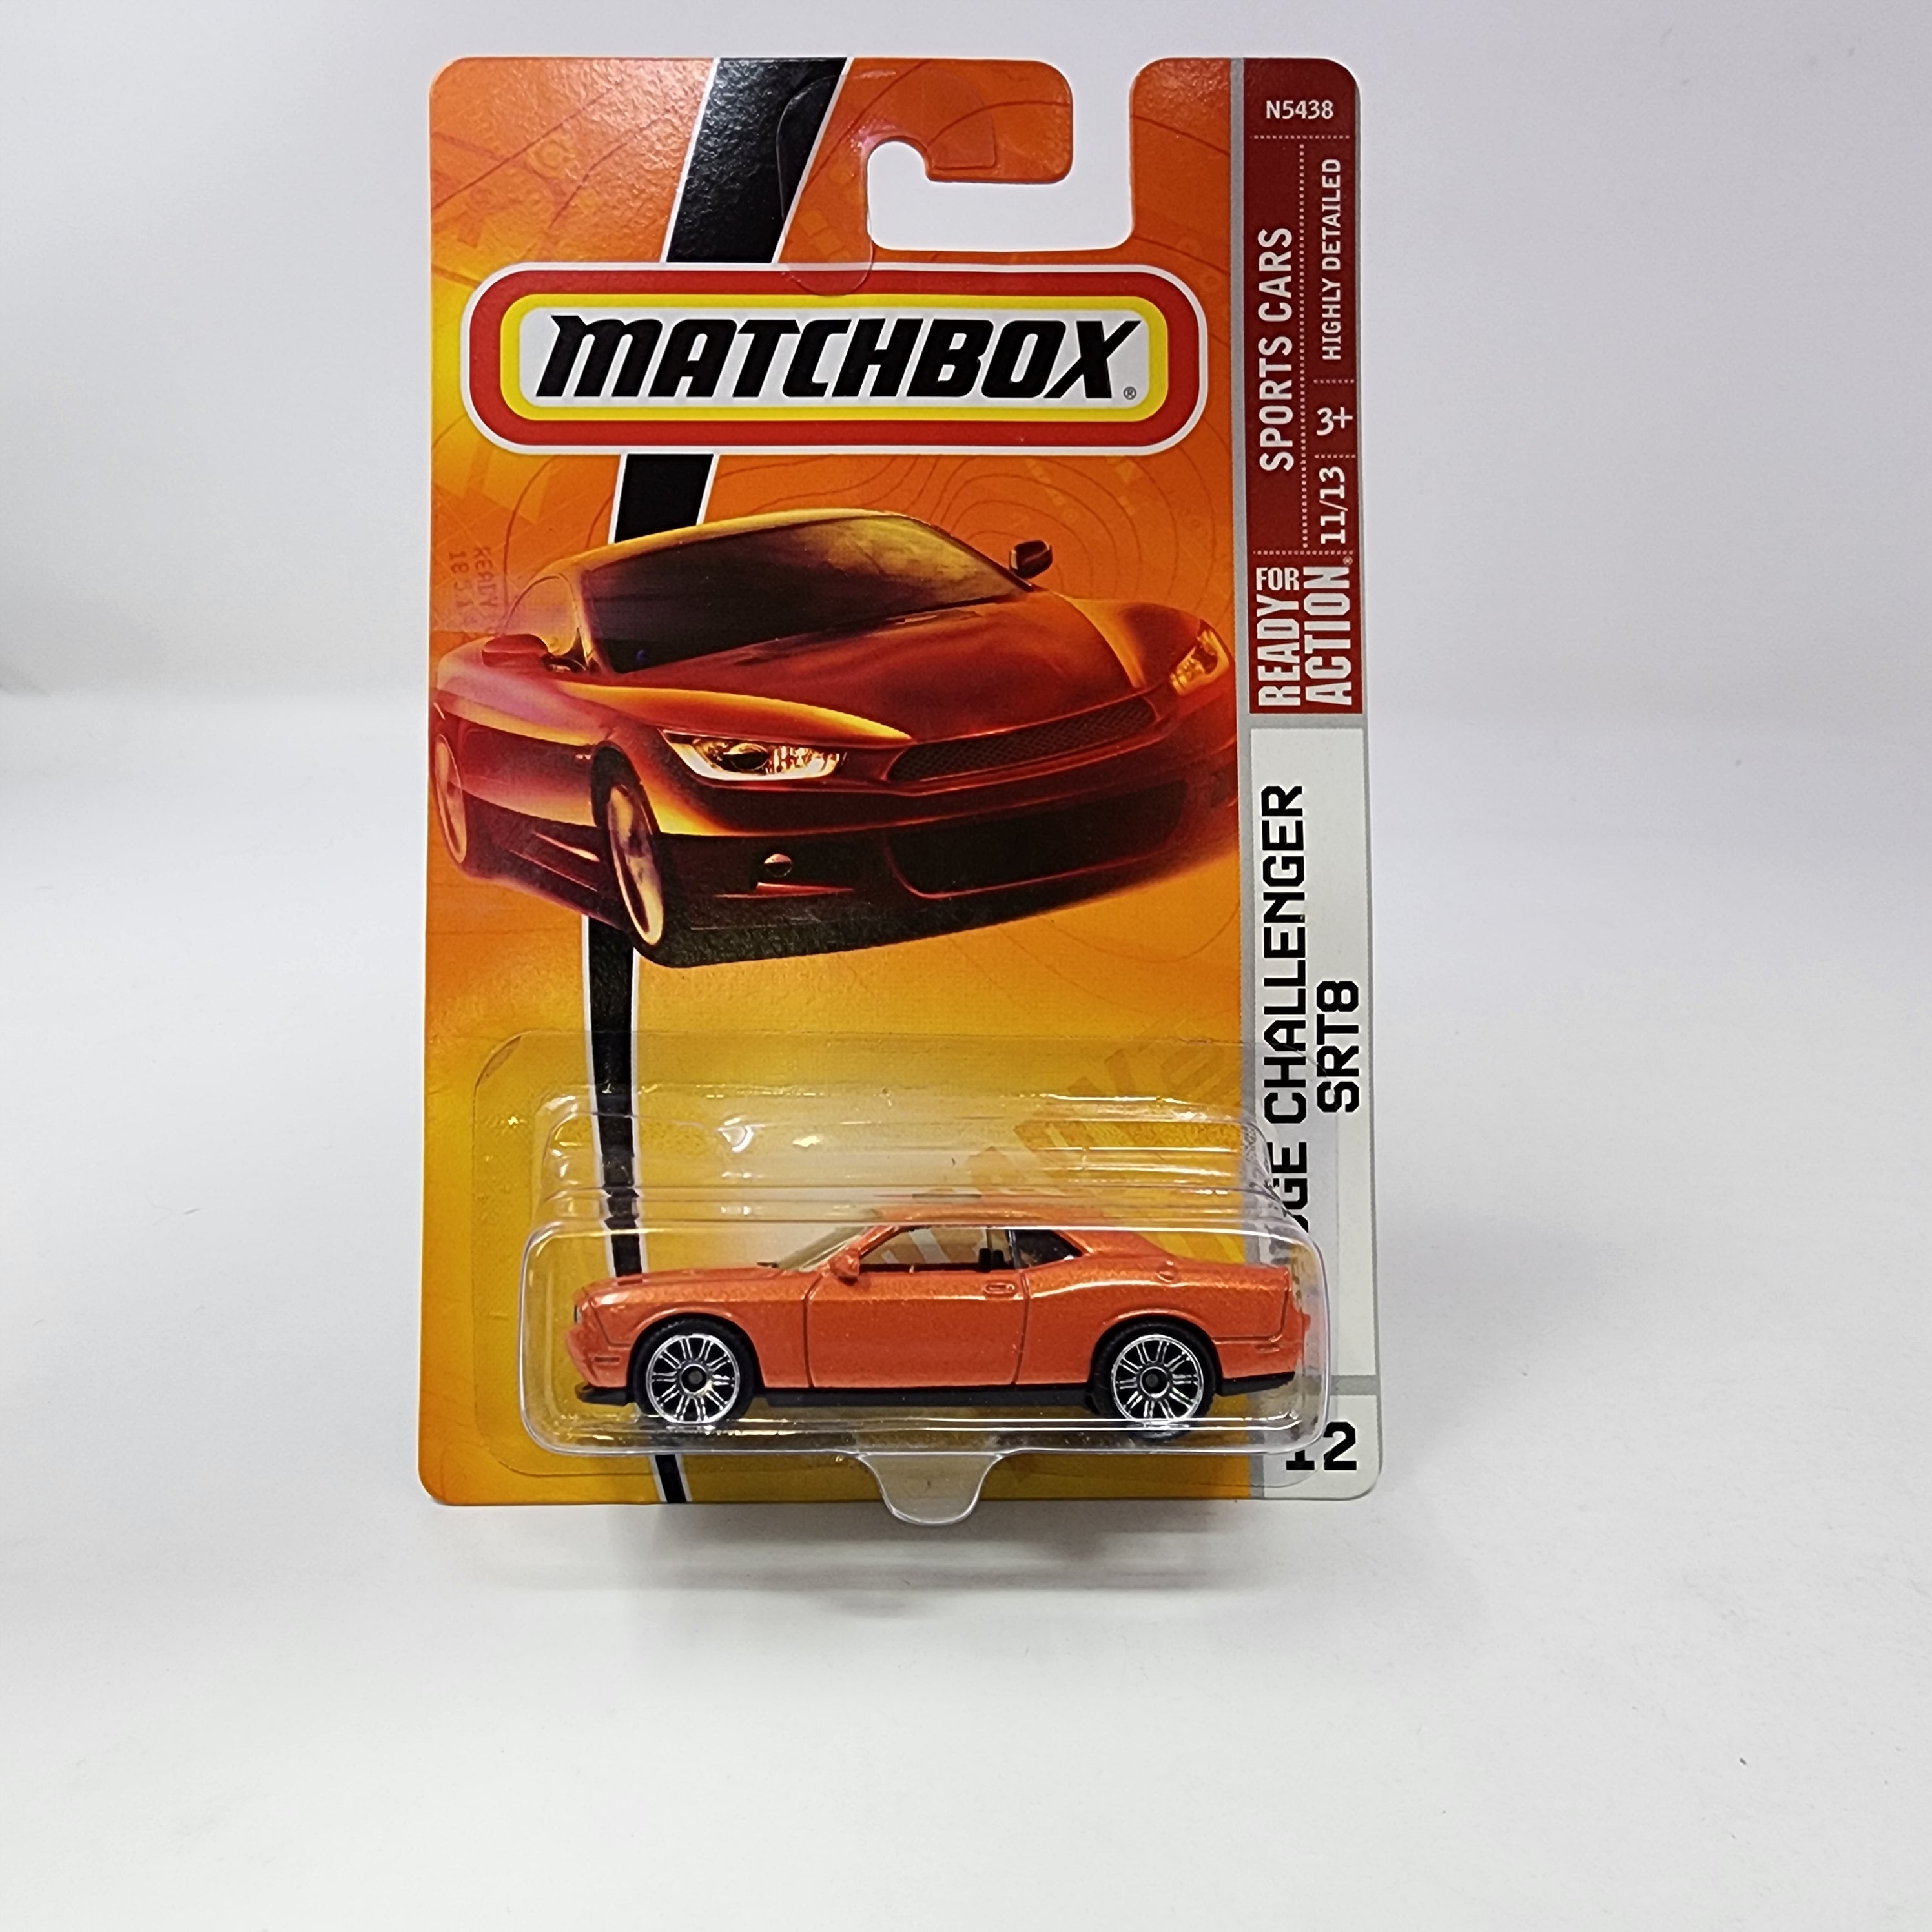 MATCHBOX®
N5438
SPORTS CARS
HIGHLY DETAILED
3+
11/13
READY FOR
ACTION®
GE CHALLENGER
SRT8
12